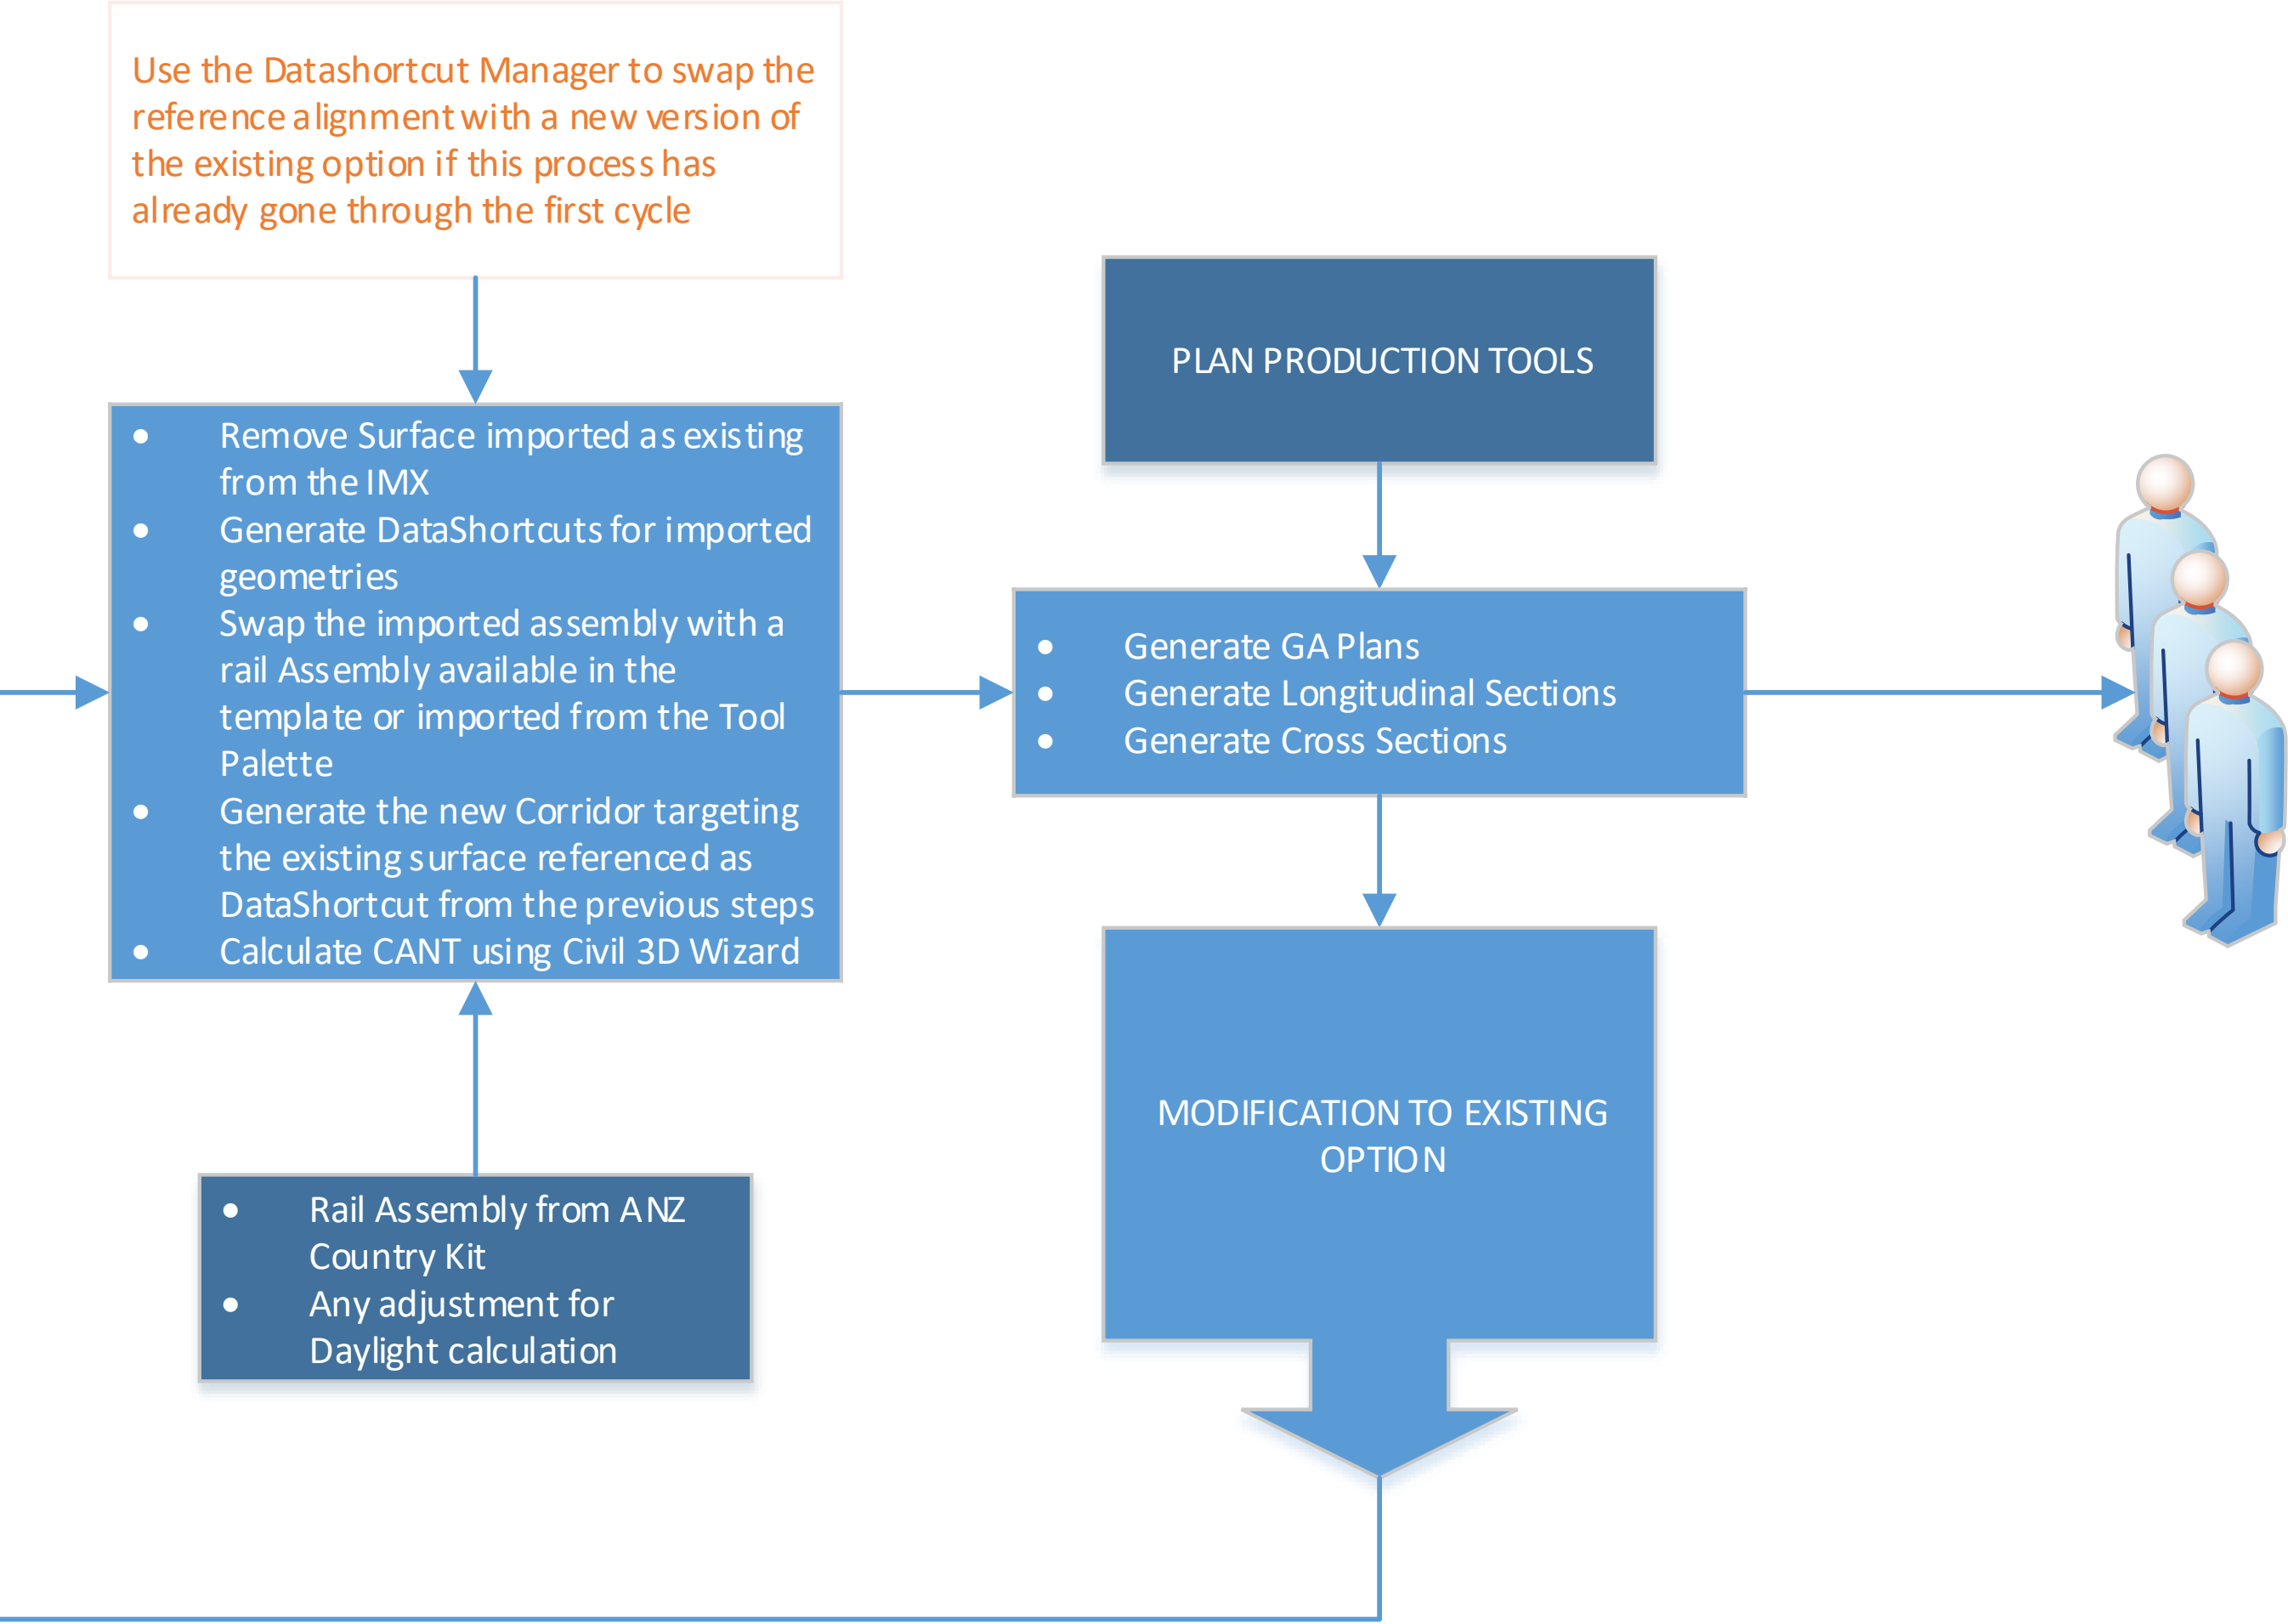 Use the Datashortcut Manager to swap the
reference alignment with a new version of
the existing option if this process has
already gone through the first cycle
• Remove Surface imported as existing
from the IMX
• Generate DataShortcuts for imported
geometries
• Swap the imported assembly with a
rail Assembly available in the
template or imported from the Tool
Palette
• Generate the new Corridor targeting
the existing surface referenced as
DataShortcut from the previous steps
• Calculate CANT using Civil 3D Wizard
• Rail Assembly from ANZ
Country Kit
• Any adjustment for
Daylight calculation
PLAN PRODUCTION TOOLS
• Generate GA Plans
• Generate Longitudinal Sections
• Generate Cross Sections
MODIFICATION TO EXISTING
OPTION